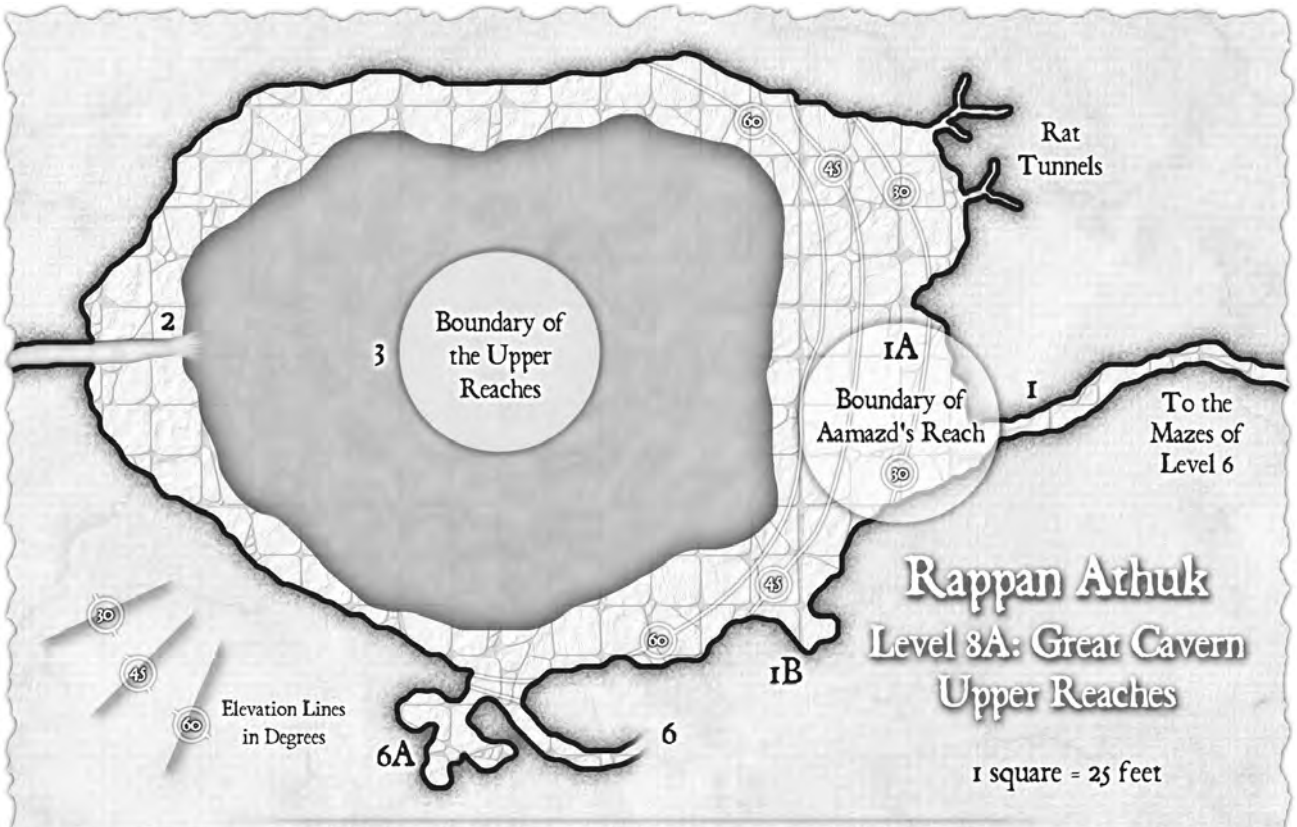 60
45
30
Rat
Tunnels
2
3
Boundary of
the Upper
Reaches
1A
Boundary of
Aamazd's Reach
30
1
To the
Mazes of
Level 6
45
60
1B
Rappan Athuk
Level 8A: Great Cavern
Upper Reaches
1 square = 25 feet
30
45
60
Elevation Lines
in Degrees
6A
6